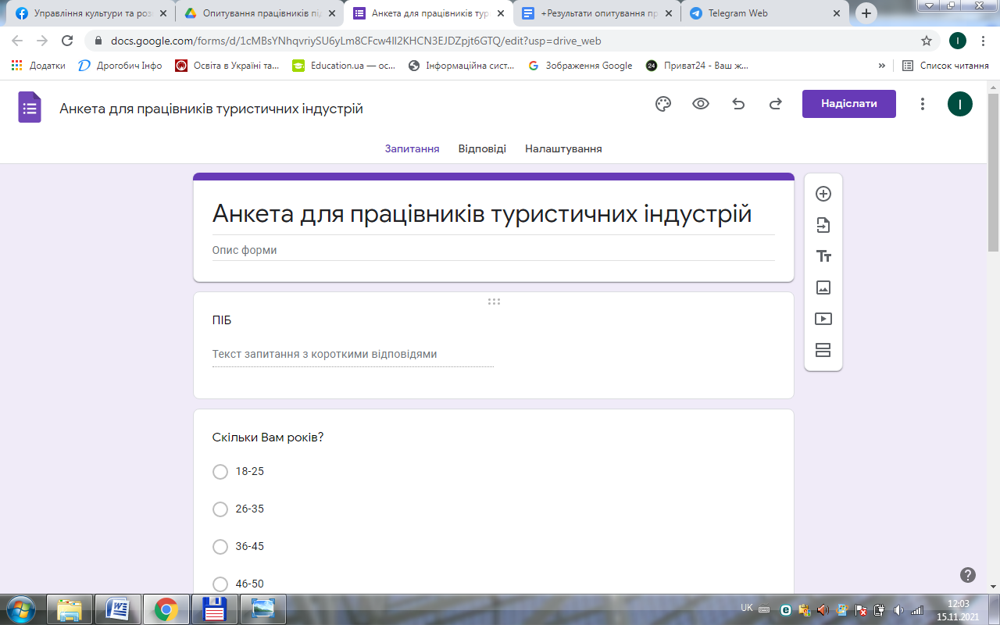 Управління культури та роз
Опитування працівників пі
Анкета для працівників тур
+Результати опитування пр
Telegram Web
docs.google.com/forms/d/1cMBsYNhqvriySU6yLm8CFcw4lI2KHCN3EJDZpjt6GTQ/edit?usp=drive_web
I
Додатки
Дрогобич Інфо
Освіта в Україні та...
Education.ua — ос...
Інформаційна сист...
Зображення Google
24
Приват24 - Ваш ж...
»
Список читання
Анкета для працівників туристичних індустрій
Надіслати
I
Запитання
Відповіді
Налаштування
Анкета для працівників туристичних індустрій
Опис форми
ПІБ
Текст запитання з короткими відповідями
Скільки Вам років?
18-25
26-35
36-45
46-50
UK
12:03
15.11.2021